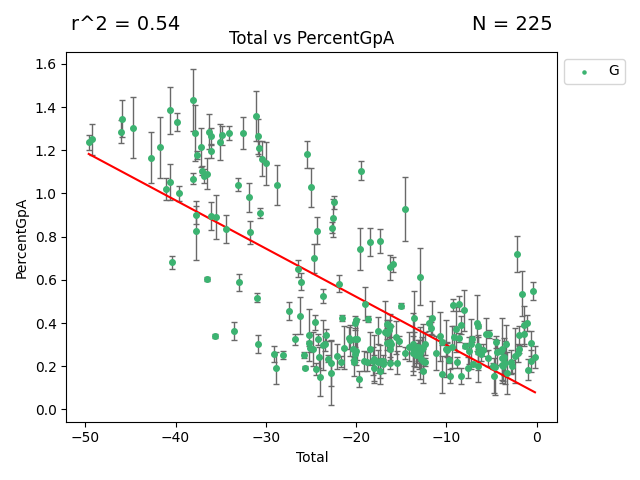 r^2 = 0.54
N = 225
Total vs PercentGpA
G
PercentGpA
1.6
1.4
1.2
1.0
0.8
0.6
0.4
0.2
0.0
−50
−40
−30
−20
−10
0
Total